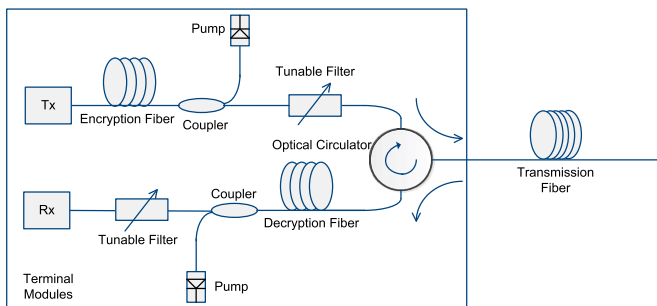 Pump
Tunable Filter
Tx
Encryption Fiber
Coupler
Optical Circulator
Transmission
Fiber
Coupler
Rx
Decryption Fiber
Tunable Filter
Pump
Terminal
Modules